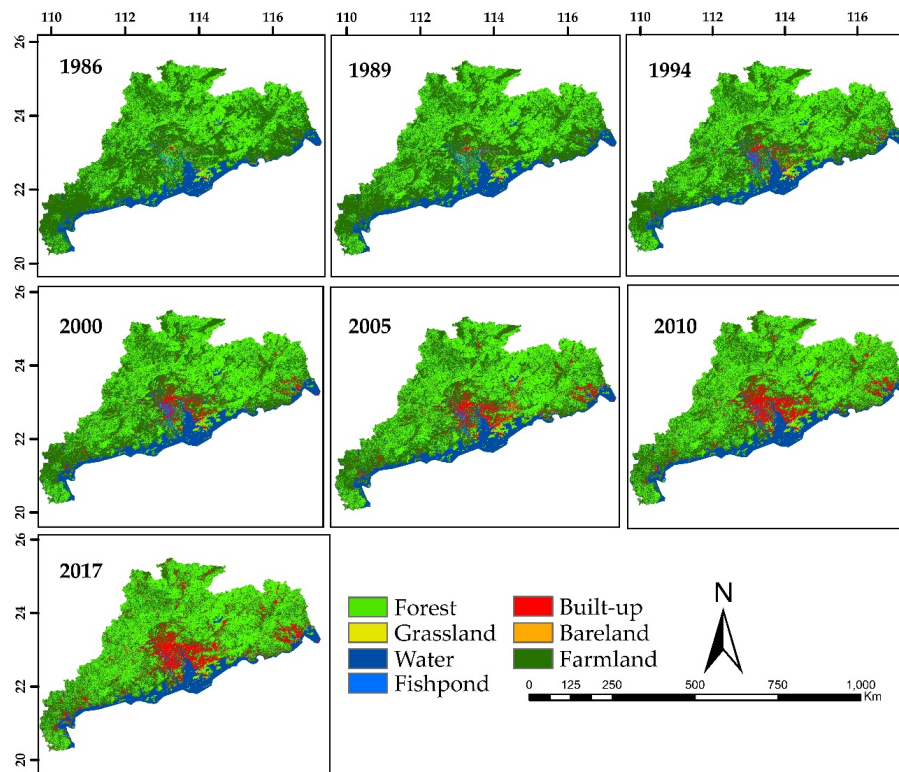 110 112 114 116 110 112 114 116 110 112 114 116
26
24
22
20
1986
1989
1994
26
24
22
20
2000
2005
2010
26
24
22
20
2017
Forest
Grassland
Water
Fishpond
Built-up
Bareland
Farmland
N
0 125 250 500 750 1,000
Km